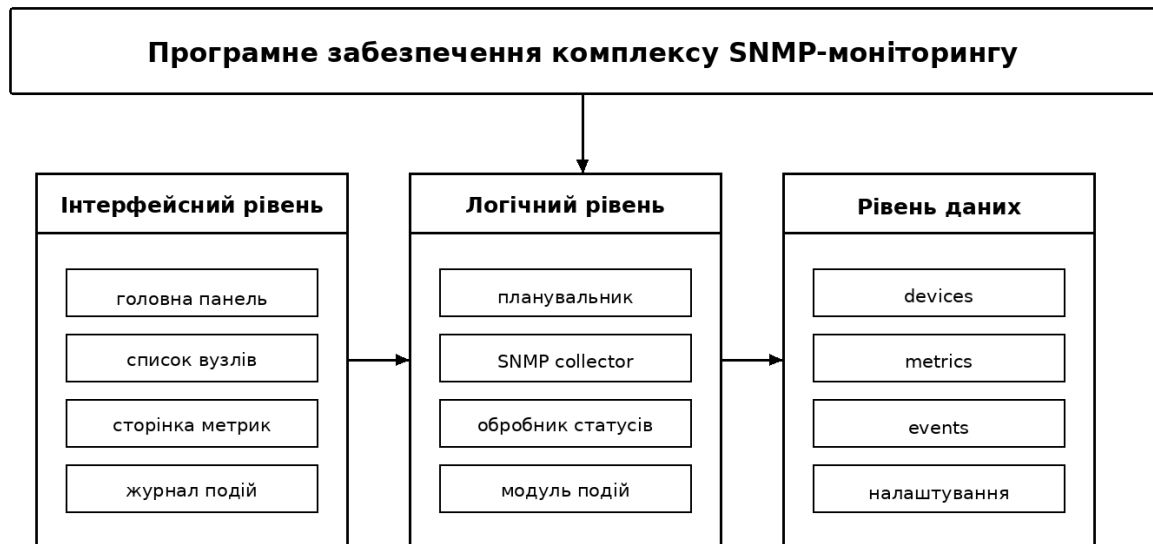 Програмне забезпечення комплексу SNMP-моніторингу
Інтерфейсний рівень
головна панель
список вузлів
сторінка метрик
журнал подій
Логічний рівень
планувальник
SNMP collector
обробник статусів
модуль подій
Рівень даних
devices
metrics
events
налаштування